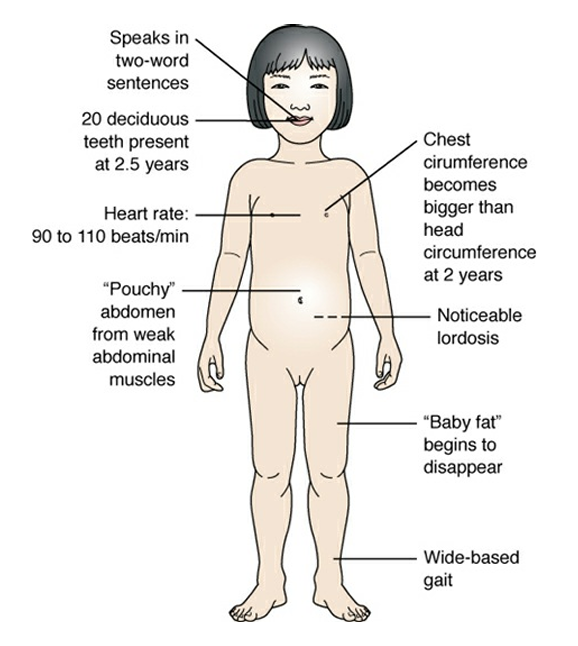 Speaks in
two-word
sentences
20 deciduous
teeth present
at 2.5 years
Heart rate:
90 to 110 beats/min
“Pouchy”
abdomen
from weak
abdominal
muscles
Chest
cirumference
becomes
bigger than
head
circumference
at 2 years
Noticeable
lordosis
“Baby fat”
begins to
disappear
Wide-based
gait